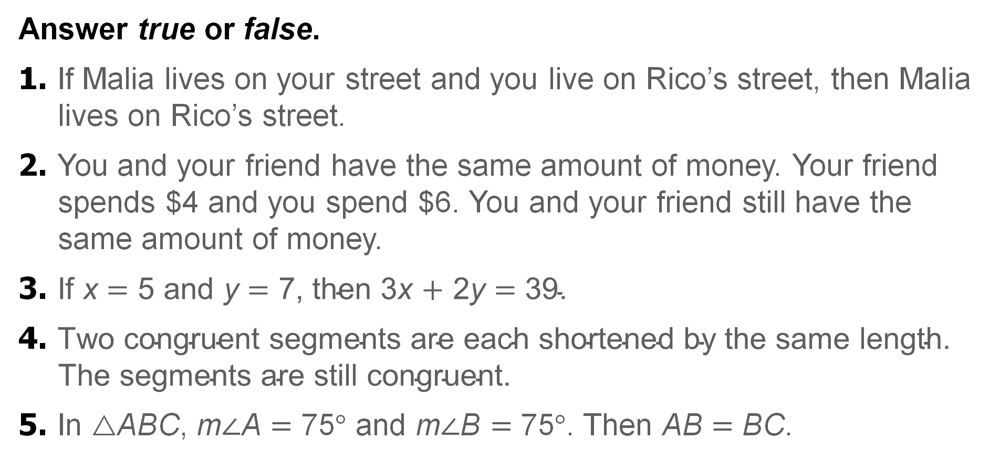 Answer true or false.
1. If Malia lives on your street and you live on Rico’s street, then Malia
lives on Rico’s street.
2. You and your friend have the same amount of money. Your friend
spends $4 and you spend $6. You and your friend still have the
same amount of money.
3. If x = 5 and y = 7, then 3x + 2y = 39.
4. Two congruent segments are each shortened by the same length.
The segments are still congruent.
5. In △ABC, m∠A = 75° and m∠B = 75°. Then AB = BC.